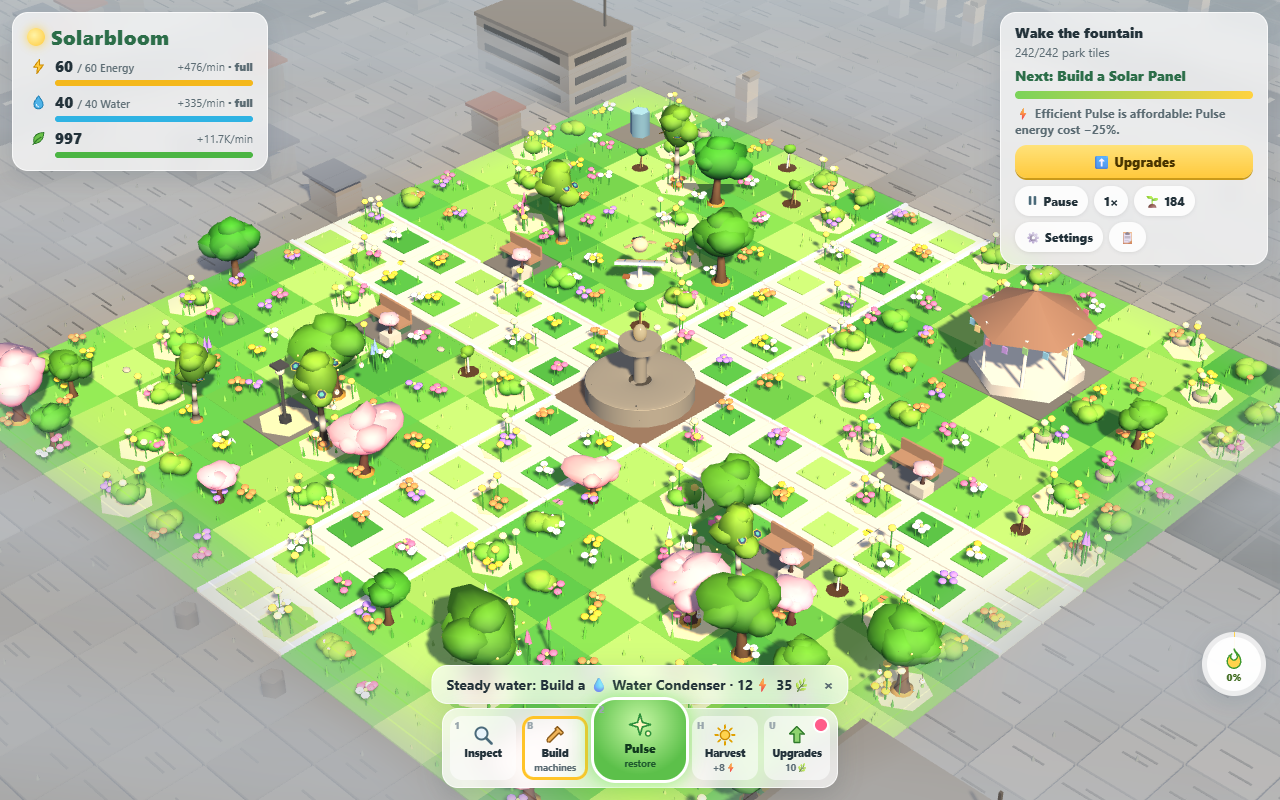 Solarbloom
60 / 60 Energy +476/min • full
40 / 40 Water +335/min • full
997 +11.7K/min
Wake the fountain
242/242 park tiles
Next: Build a Solar Panel
Efficient Pulse is affordable: Pulse
energy cost −25%.
Upgrades
Pause 1× 184
Settings
0%
Steady water: Build a Water Condenser · 12 35 ×
1 Inspect
B Build
machines
Pulse
restore
H Harvest
+8
U Upgrades
10